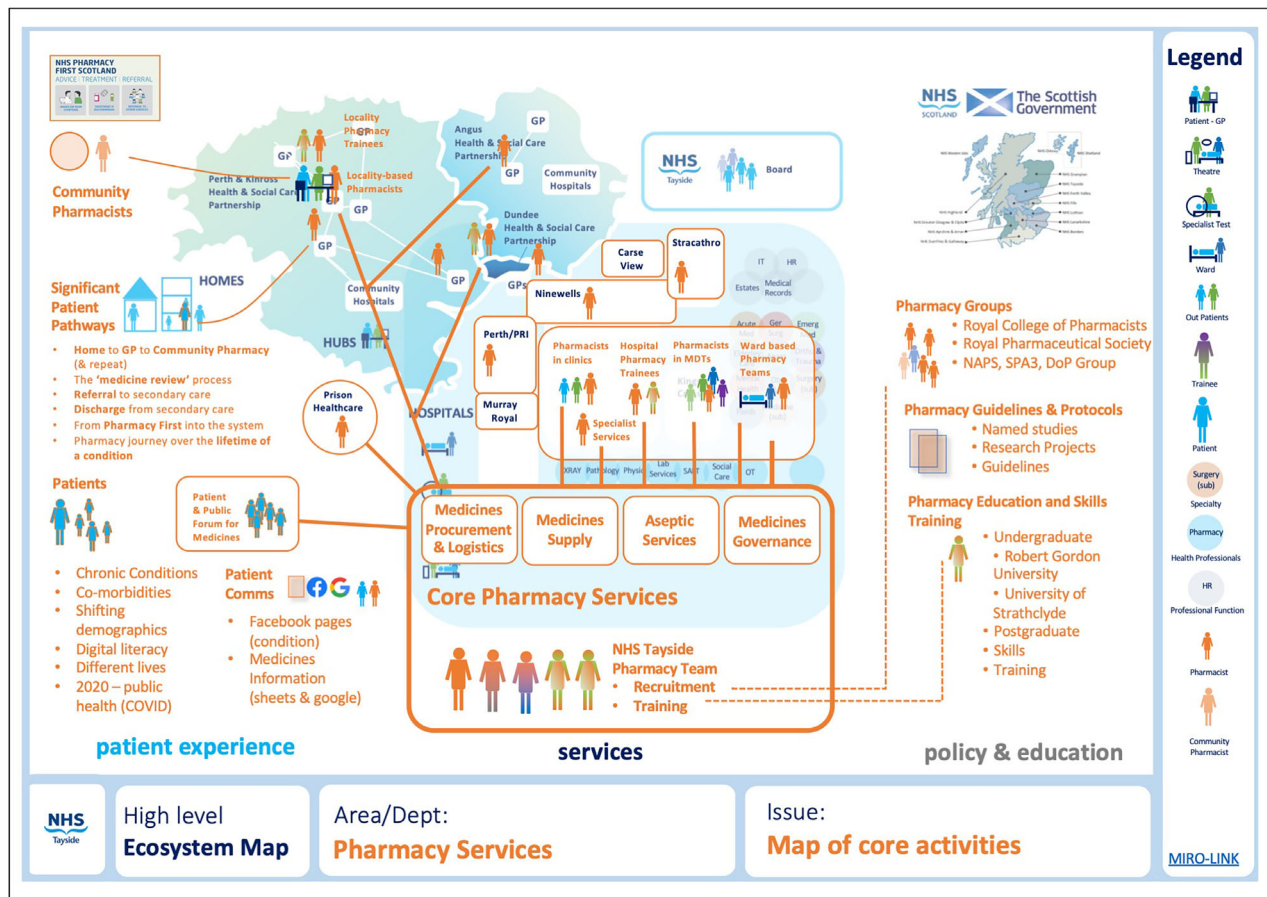 NHS PHARMACY
FIRST SCOTLAND
ADVICE | TREATMENT | REFERRAL
Community
Pharmacists
Locality
Pharmacy
Trainees
GP
GP
Locality-based
Pharmacists
Perth & Kinross
Health & Social Care
Partnership
GP
GP
GP
Angus
Health & Social Care
Partnership
GP
GP
Community
Hospitals
Dundee
Health & Social Care
Partnership
GP
GPs
Community
Hospitals
HOMES
HUBS
HOSPITALS
Significant
Patient
Pathways
• Home to GP to Community Pharmacy
(& repeat)
• The ‘medicine review’ process
• Referral to secondary care
• Discharge from secondary care
• From Pharmacy First into the system
• Pharmacy journey over the lifetime of
a condition
Patients
• Chronic Conditions
• Co-morbidities
• Shifting
demographics
• Digital literacy
• Different lives
• 2020 – public
health (COVID)
Patient
& Public
Forum for
Medicines
Patient
Comms
• Facebook pages
(condition)
• Medicines
Information
(sheets & google)
patient experience
Prison
Healthcare
NHS
Tayside
Board
Carse
View
Stracathro
Ninewells
Perth/PRI
Murray
Royal
IT
HR
Estates
Medical
Records
Pharmacists
in clinics
Hospital
Pharmacy
Trainees
Pharmacists
in MDTs
Ward based
Pharmacy
Teams
Specialist
Services
XRAY
Pathology
Physio
Lab
Services
SALT
Social
Care
OT
Medicines
Procurement
& Logistics
Medicines
Supply
Aseptic
Services
Medicines
Governance
Core Pharmacy Services
NHS Tayside
Pharmacy Team
• Recruitment
• Training
services
NHS
SCOTLAND
The Scottish
Government
Pharmacy Groups
• Royal College of Pharmacists
• Royal Pharmaceutical Society
• NAPS, SPA3, DoP Group
Pharmacy Guidelines & Protocols
• Named studies
• Research Projects
• Guidelines
Pharmacy Education and Skills
Training
• Undergraduate
• Robert Gordon
University
• University of
Strathclyde
• Postgraduate
• Skills
• Training
policy & education
Legend
Patient - GP
Theatre
Specialist Test
Ward
Out Patients
Trainee
Patient
Surgery
(sub)
Specialty
Pharmacy
Health Professionals
HR
Professional Function
Pharmacist
Community
Pharmacist
MIRO-LINK
NHS
Tayside
High level
Ecosystem Map
Area/Dept:
Pharmacy Services
Issue:
Map of core activities